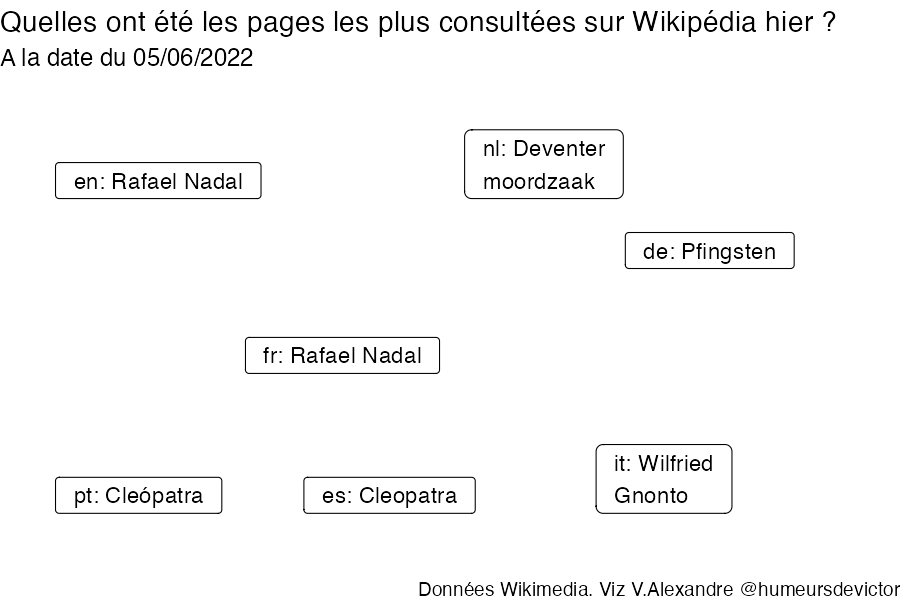 Quelles ont été les pages les plus consultées sur Wikipédia hier ?
A la date du 05/06/2022
nl: Deventer
moordzaak
en: Rafael Nadal
de: Pfingsten
fr: Rafael Nadal
it: Wilfried
Gnonto
pt: Cleópatra
es: Cleopatra
Données Wikimedia. Viz V.Alexandre @humeursdevictor